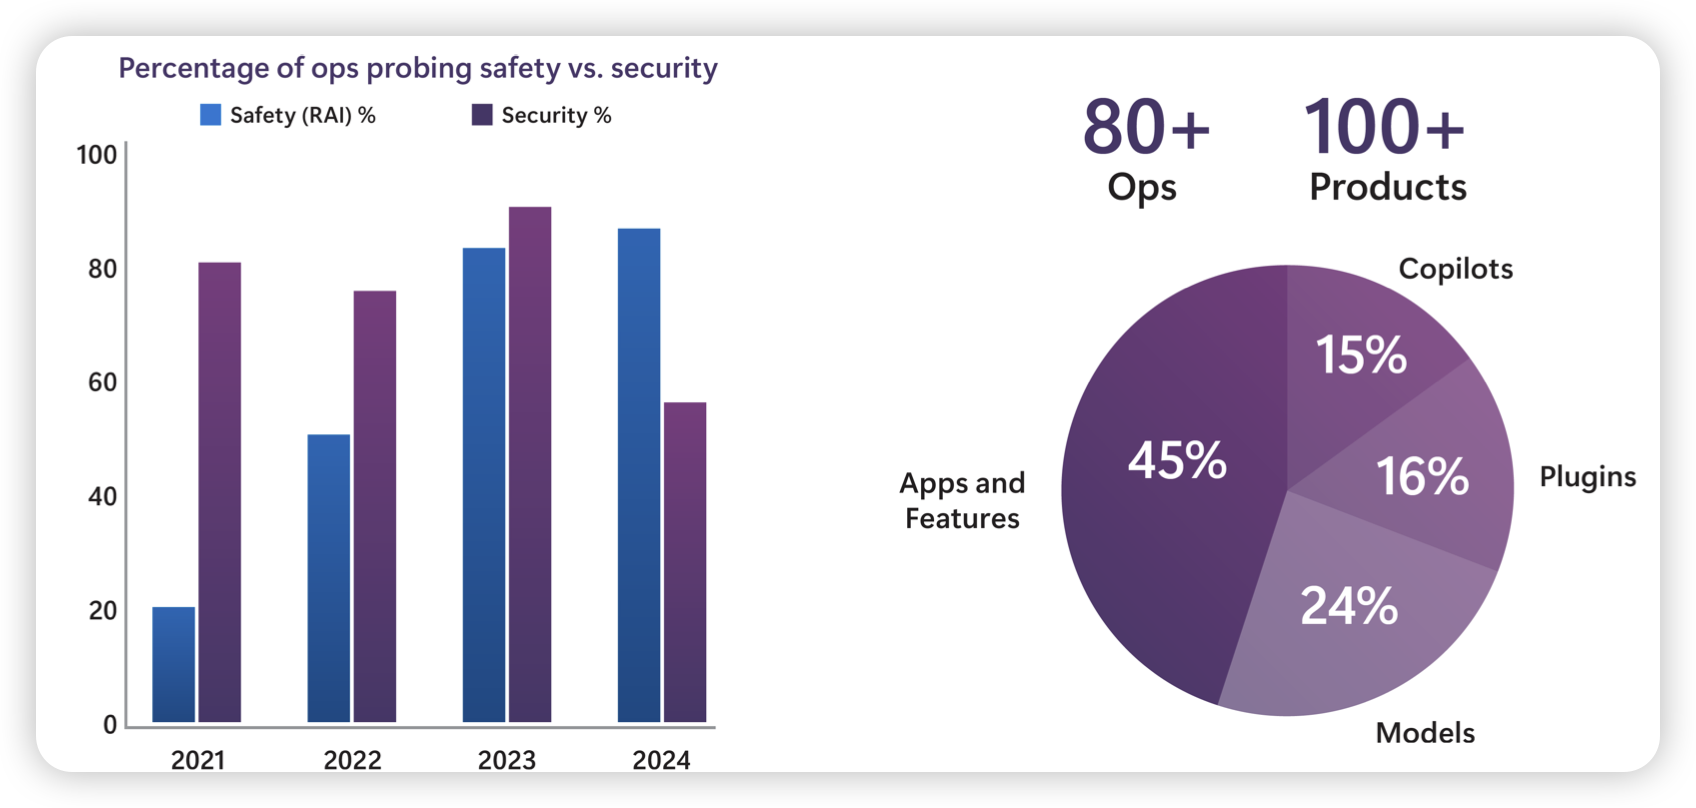 Percentage of ops probing safety vs. security
Safety (RAI) %
Security %
100
80
60
40
20
0
2021
2022
2023
2024
80+
Ops
100+
Products
Copilots
15%
Plugins
16%
Models
24%
Apps and
Features
45%